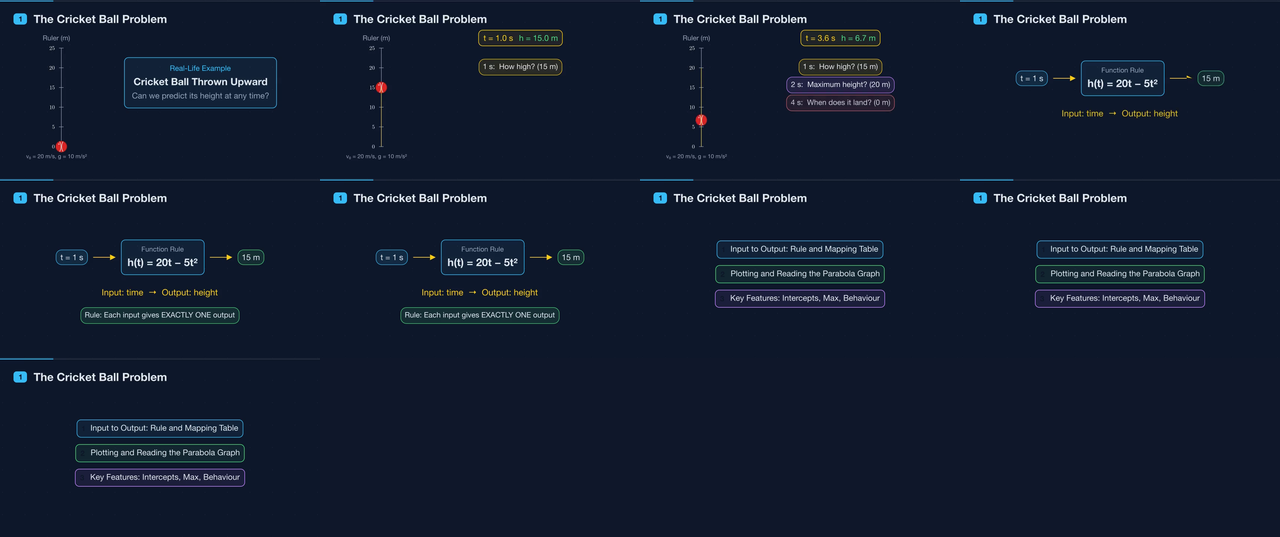 1 The Cricket Ball Problem
Ruler (m)
25
20
15
10
5
0
v₀ = 20 m/s, g = 10 m/s²
Real-Life Example
Cricket Ball Thrown Upward
Can we predict its height at any time?
1 The Cricket Ball Problem
Ruler (m)
25
20
15
10
5
0
v₀ = 20 m/s, g = 10 m/s²
t = 1.0 s h = 15.0 m
1 s: How high? (15 m)
1 The Cricket Ball Problem
Ruler (m)
25
20
15
10
5
0
v₀ = 20 m/s, g = 10 m/s²
t = 3.6 s h = 6.7 m
1 s: How high? (15 m)
2 s: Maximum height? (20 m)
4 s: When does it land? (0 m)
1 The Cricket Ball Problem
t = 1 s
Function Rule
h(t) = 20t − 5t²
15 m
Input: time → Output: height
1 The Cricket Ball Problem
t = 1 s
Function Rule
h(t) = 20t − 5t²
15 m
Input: time → Output: height
Rule: Each input gives EXACTLY ONE output
1 The Cricket Ball Problem
t = 1 s
Function Rule
h(t) = 20t − 5t²
15 m
Input: time → Output: height
Rule: Each input gives EXACTLY ONE output
1 The Cricket Ball Problem
Input to Output: Rule and Mapping Table
Plotting and Reading the Parabola Graph
Key Features: Intercepts, Max, Behaviour
1 The Cricket Ball Problem
Input to Output: Rule and Mapping Table
Plotting and Reading the Parabola Graph
Key Features: Intercepts, Max, Behaviour
1 The Cricket Ball Problem
Input to Output: Rule and Mapping Table
Plotting and Reading the Parabola Graph
Key Features: Intercepts, Max, Behaviour